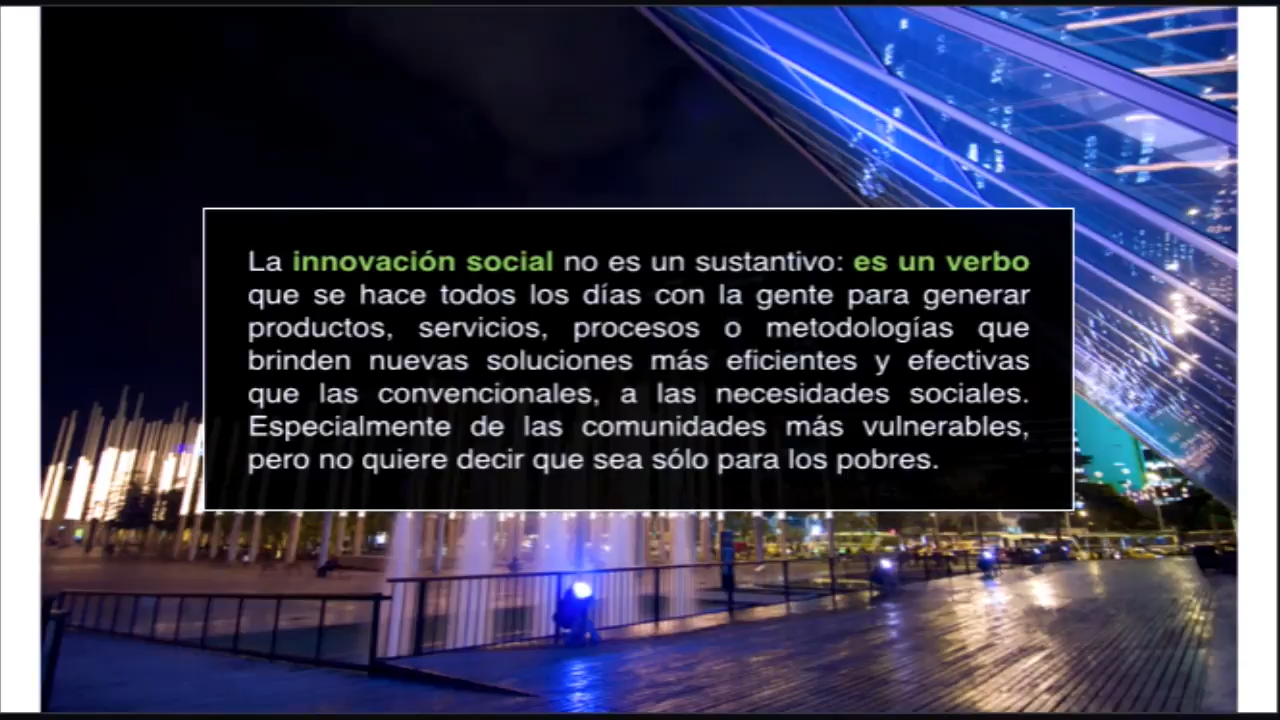 La innovación social no es un sustantivo: es un verbo
que se hace todos los días con la gente para generar
productos, servicios, procesos o metodologías que
brinden nuevas soluciones más eficientes y efectivas
que las convencionales, a las necesidades sociales.
Especialmente de las comunidades más vulnerables,
pero no quiere decir que sea sólo para los pobres.